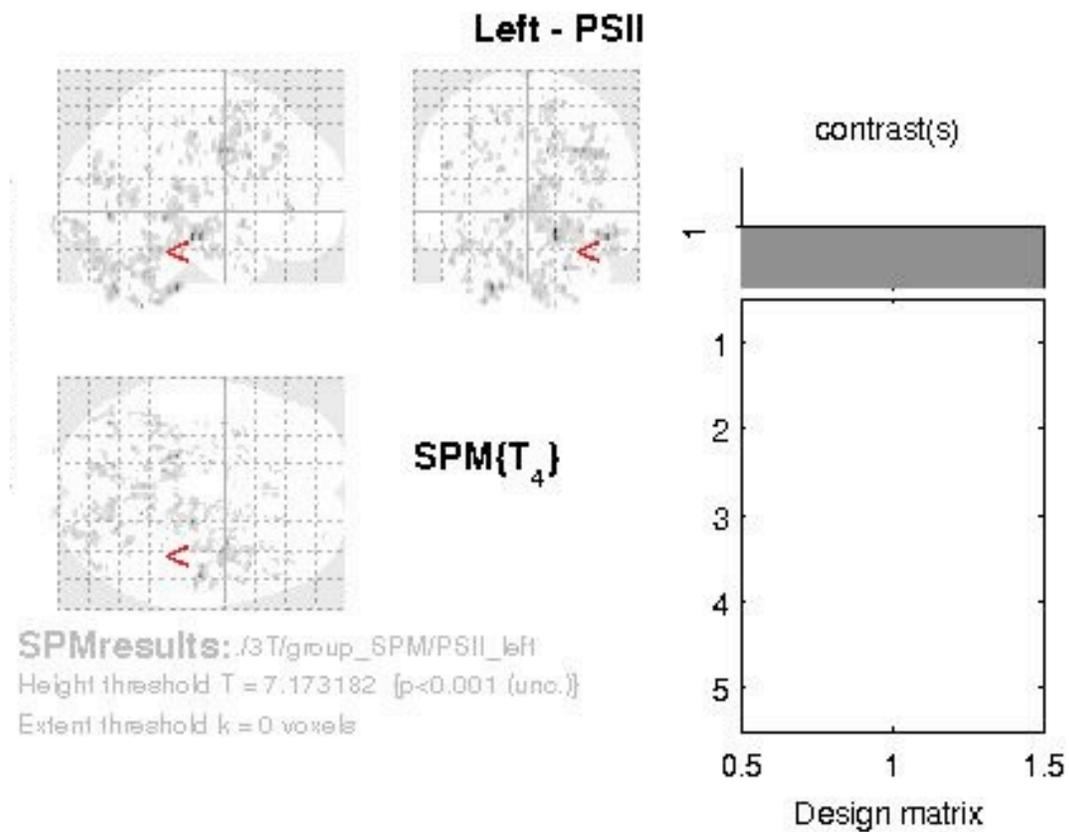 Left - PSII
contrast(s)
1
<
<
1
2
<
SPM{T4}
3
4
5
SPMresults: ./3T/group_SPM/PSII_left
Height threshold T = 7.173182 {p<0.001 (unc.)}
Extent threshold k = 0 voxels
0.5 1 1.5
Design matrix